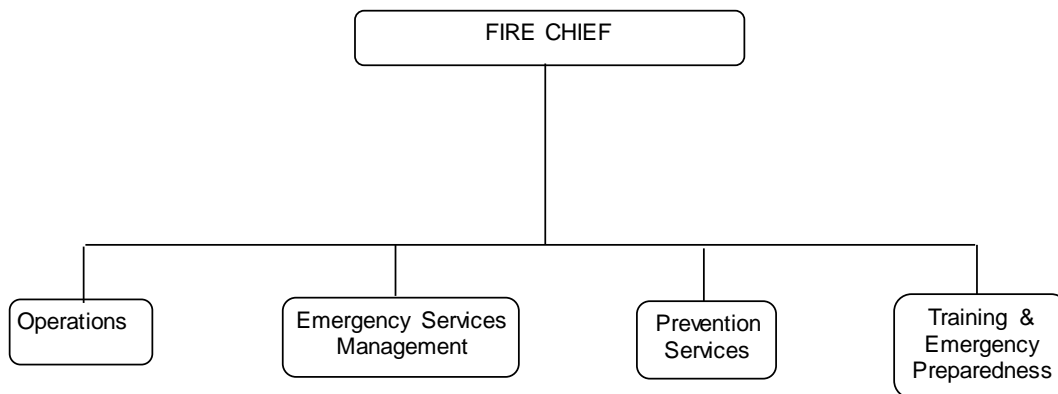 FIRE CHIEF
Operations
Emergency Services
Management
Prevention
Services
Training &
Emergency
Preparedness